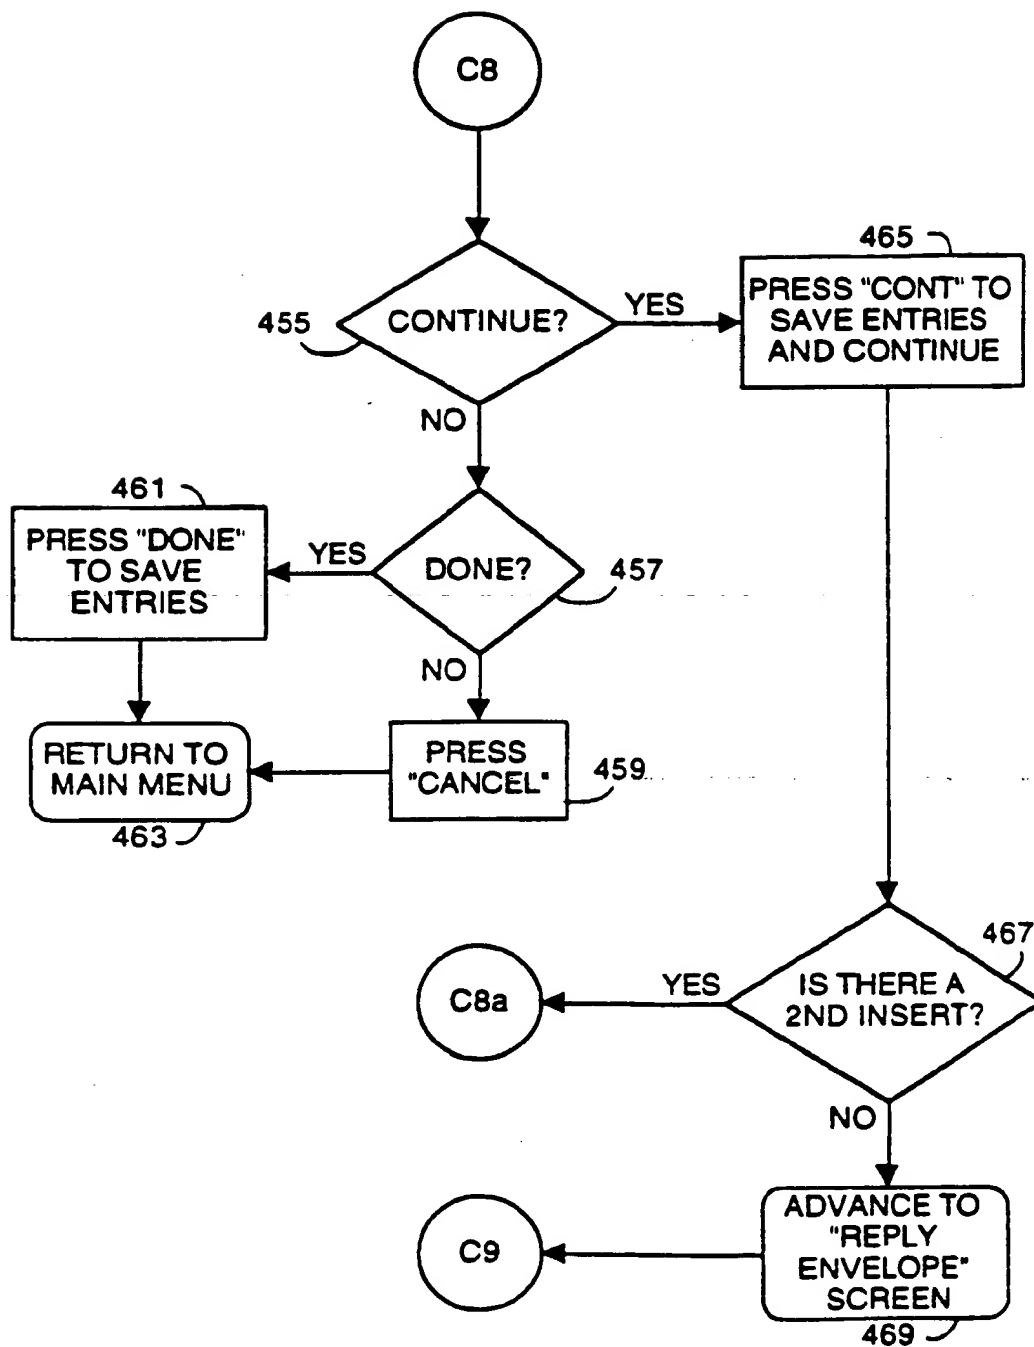 C8
465
PRESS "CONT" TO
SAVE ENTRIES
AND CONTINUE
YES
455
CONTINUE?
NO
461
PRESS "DONE"
TO SAVE
ENTRIES
YES
DONE?
457
NO
RETURN TO
MAIN MENU
463
PRESS
"CANCEL"
459
467
IS THERE A
2ND INSERT?
YES
C8a
NO
ADVANCE TO
"REPLY
ENVELOPE"
SCREEN
469
C9